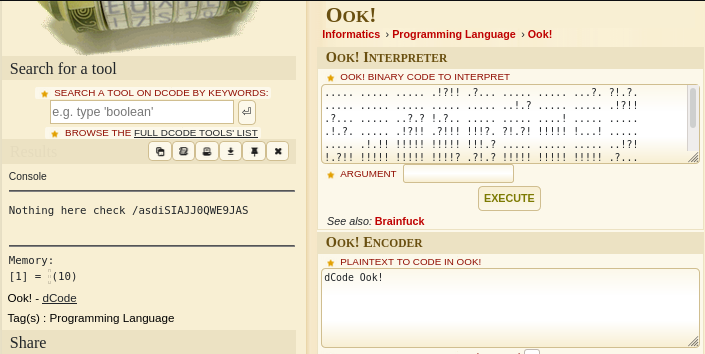 Search for a tool
SEARCH A TOOL ON DCODE BY KEYWORDS:
e.g. type 'boolean'
BROWSE THE FULL DCODE TOOLS' LIST
Results
Console
Nothing here check /asdiSIAJJ0QWE9JAS
Memory:
[1] = (10)
Ook! - dCode
Tag(s) : Programming Language
Share
OOK!
Informatics › Programming Language › Ook!
OOK! INTERPRETER
OOK! BINARY CODE TO INTERPRET
..... ..... ..... .!?!! .?... ..... ..... ...?. ?!.?.
..... ..... ..... ..... ..... ..!.? ..... ..... .!?!!
.?... ..... ..?.? !.?.. ..... ..... ....! ..... .....
.!.?. ..... .!?!! .?!!! !!!?. ?!.?! !!!!! !...! .....
..... .!.!! !!!!! !!!!! !!!.? ..... ..... ..... ..!?!
!.?!! !!!!! !!!!! !!!!? .?!.? !!!!! !!!!! !!!!! .?...
ARGUMENT
EXECUTE
See also: Brainfuck
OOK! ENCODER
PLAINTEXT TO CODE IN OOK!
dCode Ook!